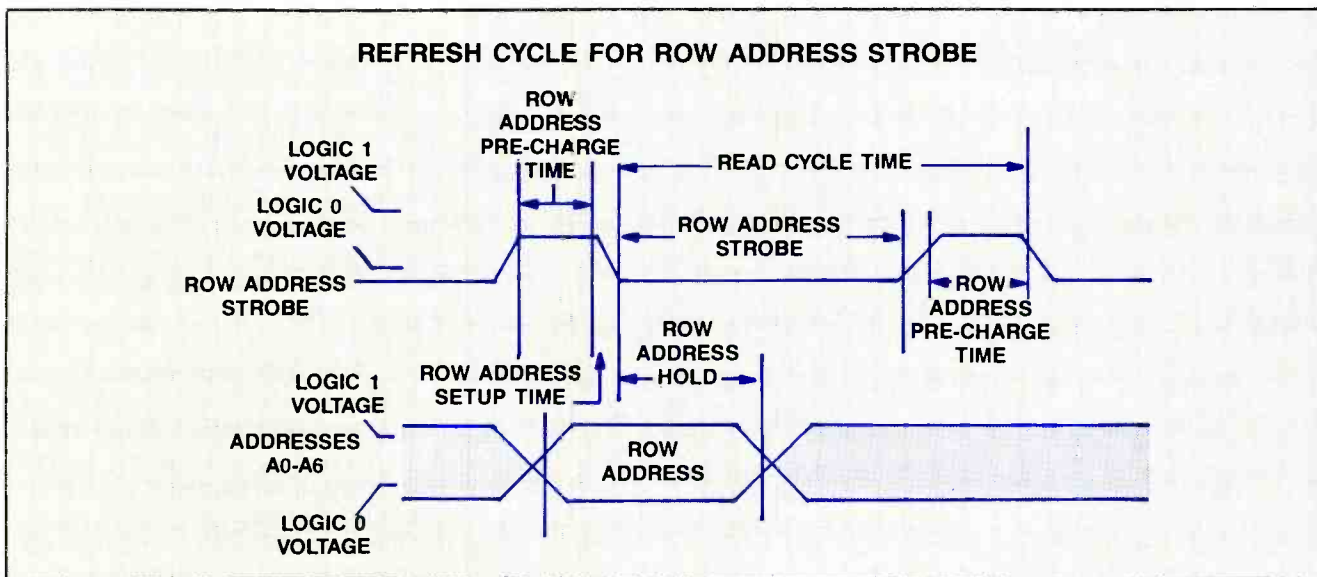 REFRESH CYCLE FOR ROW ADDRESS STROBE
ROW
ADDRESS
PRE-CHARGE
TIME
LOGIC 1
VOLTAGE
READ CYCLE TIME
LOGIC 0
VOLTAGE
ROW ADDRESS
STROBE
ROW ADDRESS
STROBE
ROW
ADDRESS
PRE-CHARGE
TIME
ROW
ADDRESS
HOLD
ROW ADDRESS
SETUP TIME
LOGIC 1
VOLTAGE
ADDRESSES
A0-A6
ROW
ADDRESS
LOGIC 0
VOLTAGE